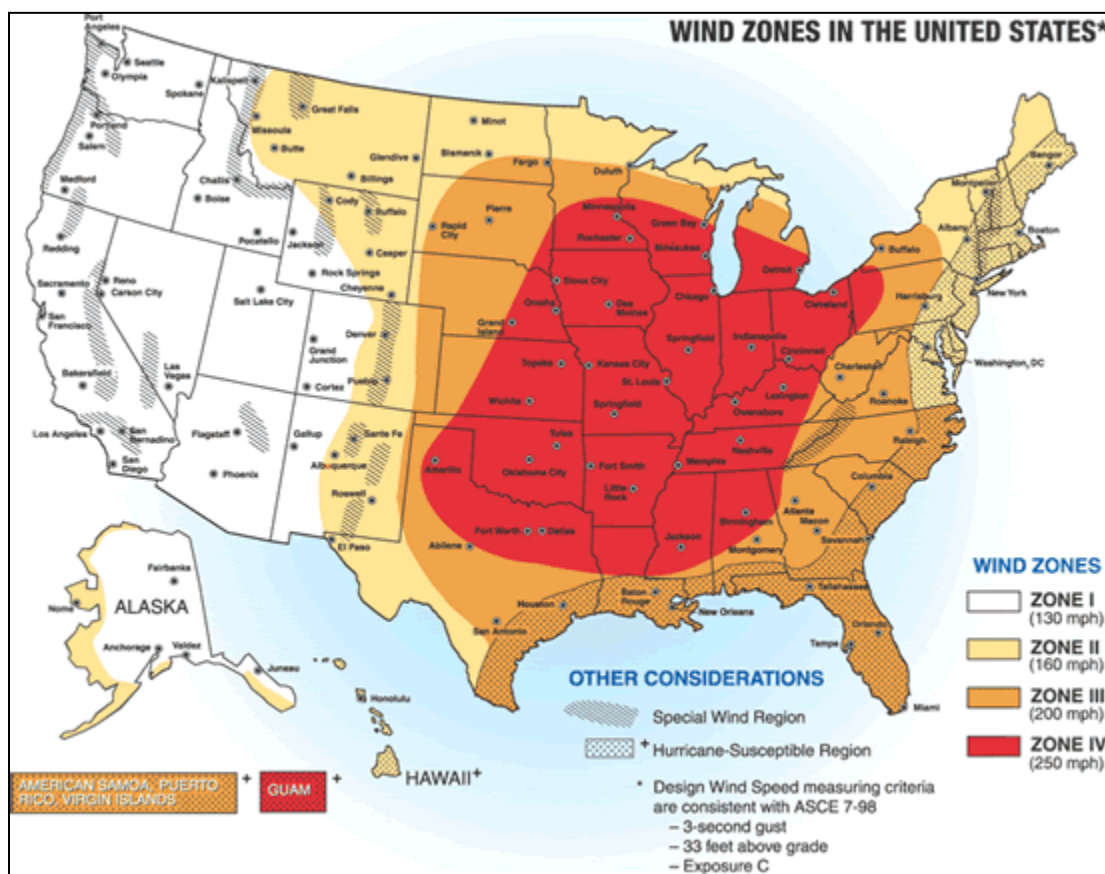 WIND ZONES IN THE UNITED STATES*
Port
Angeles
Seattle
Olympia
Spokane
Portland
Salem
Medford
Redding
Sacramento
San
Francisco
Reno
Carson City
Bakersfield
Las
Vegas
Los Angeles
San
Bernadino
San
Diego
Kalispell
Great Falls
Missoula
Butte
Glendive
Billings
Challis
Boise
Pocatello
Cody
Buffalo
Jackson
Casper
Rock Springs
Cheyenne
Salt Lake City
Grand
Junction
Cortez
Denver
Pueblo
Flagstaff
Phoenix
Gallup
Sante Fe
Albuquerque
Roswell
El Paso
Minot
Bismarck
Fargo
Rapid
City
Pierre
Duluth
Minneapolis
Rochester
Green Bay
Milwaukee
Sioux City
Des
Moines
Omaha
Grand
Island
Chicago
Detroit
Cleveland
Springfield
Indianapolis
Cincinnati
Topeka
Kansas City
St. Louis
Wichita
Springfield
Lexington
Owensboro
Nashville
Memphis
Tulsa
Oklahoma City
Amarillo
Fort Smith
Little
Rock
Fort Worth
Dallas
Abilene
Jackson
Birmingham
Montgomery
Atlanta
Macon
Savannah
Columbia
Raleigh
Roanoke
Charleston
Harrisburg
Buffalo
Albany
Montpelier
Bangor
Boston
New York
Washington, DC
Houston
San Antonio
Baton
Rouge
New Orleans
Tallahassee
Orlando
Tampa
Miami
Fairbanks
Nome
ALASKA
Anchorage
Valdez
Juneau
Honolulu
HAWAII+
AMERICAN SAMOA, PUERTO
RICO, VIRGIN ISLANDS
+
GUAM
+
OTHER CONSIDERATIONS
Special Wind Region
+ Hurricane-Susceptible Region
* Design Wind Speed measuring criteria
are consistent with ASCE 7-98
– 3-second gust
– 33 feet above grade
– Exposure C
WIND ZONES
ZONE I
(130 mph)
ZONE II
(160 mph)
ZONE III
(200 mph)
ZONE IV
(250 mph)